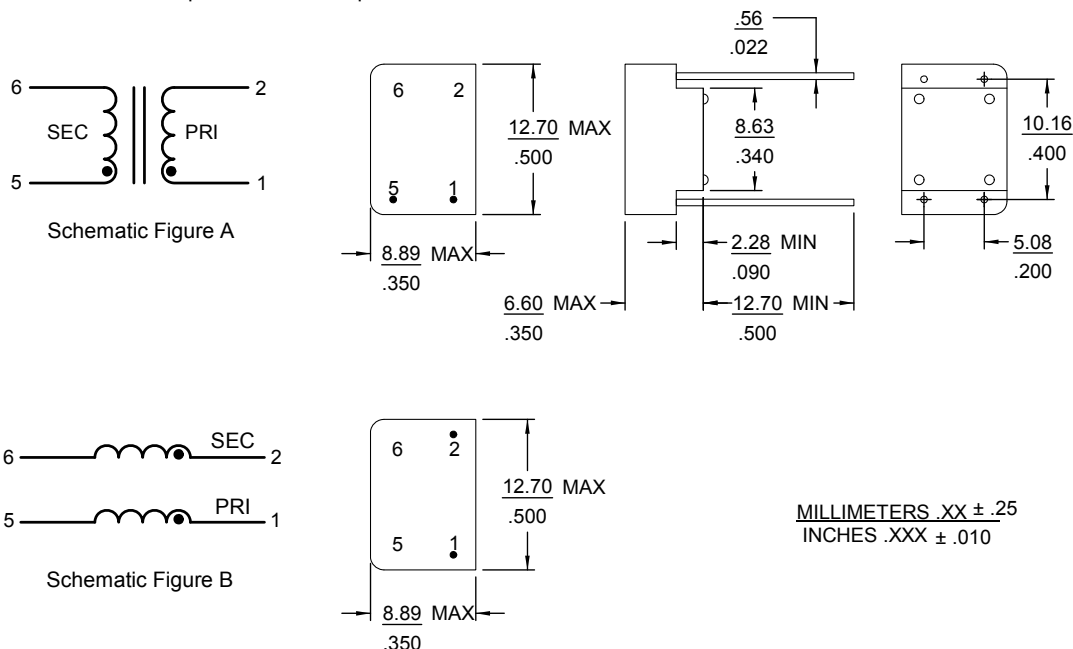 6
2
SEC
PRI
5
1
Schematic Figure A
6 2
5 1
12.70 MAX
.500
8.89 MAX
.350
.56
.022
8.63
.340
2.28 MIN
.090
6.60 MAX
.350
12.70 MIN
.500
10.16
.400
5.08
.200
6
SEC
2
5
PRI
1
Schematic Figure B
6 2
5 1
12.70 MAX
.500
8.89 MAX
.350
MILLIMETERS .XX ± .25
INCHES .XXX ± .010